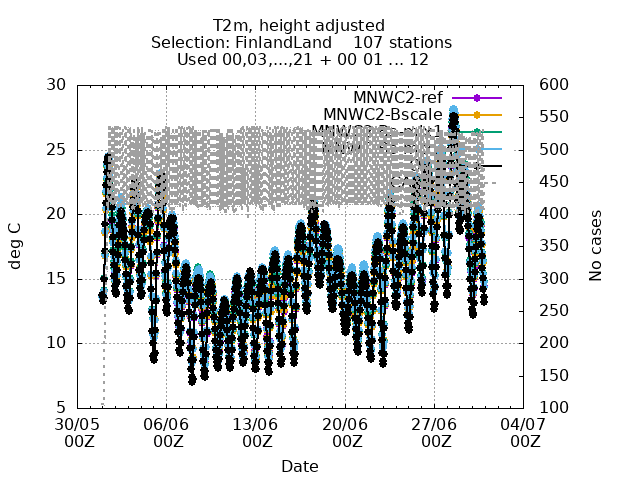 T2m, height adjusted
Selection: FinlandLand 107 stations
Used 00,03,...,21 + 00 01 ... 12
30 600
MNWC2-ref
550
MNWC2-Bscale
25 500
450
20 400
350
15 300
250
10 200
150
5 100
deg C
No cases
30/05 06/06 13/06 20/06 27/06 04/07
00Z 00Z 00Z 00Z 00Z 00Z
Date